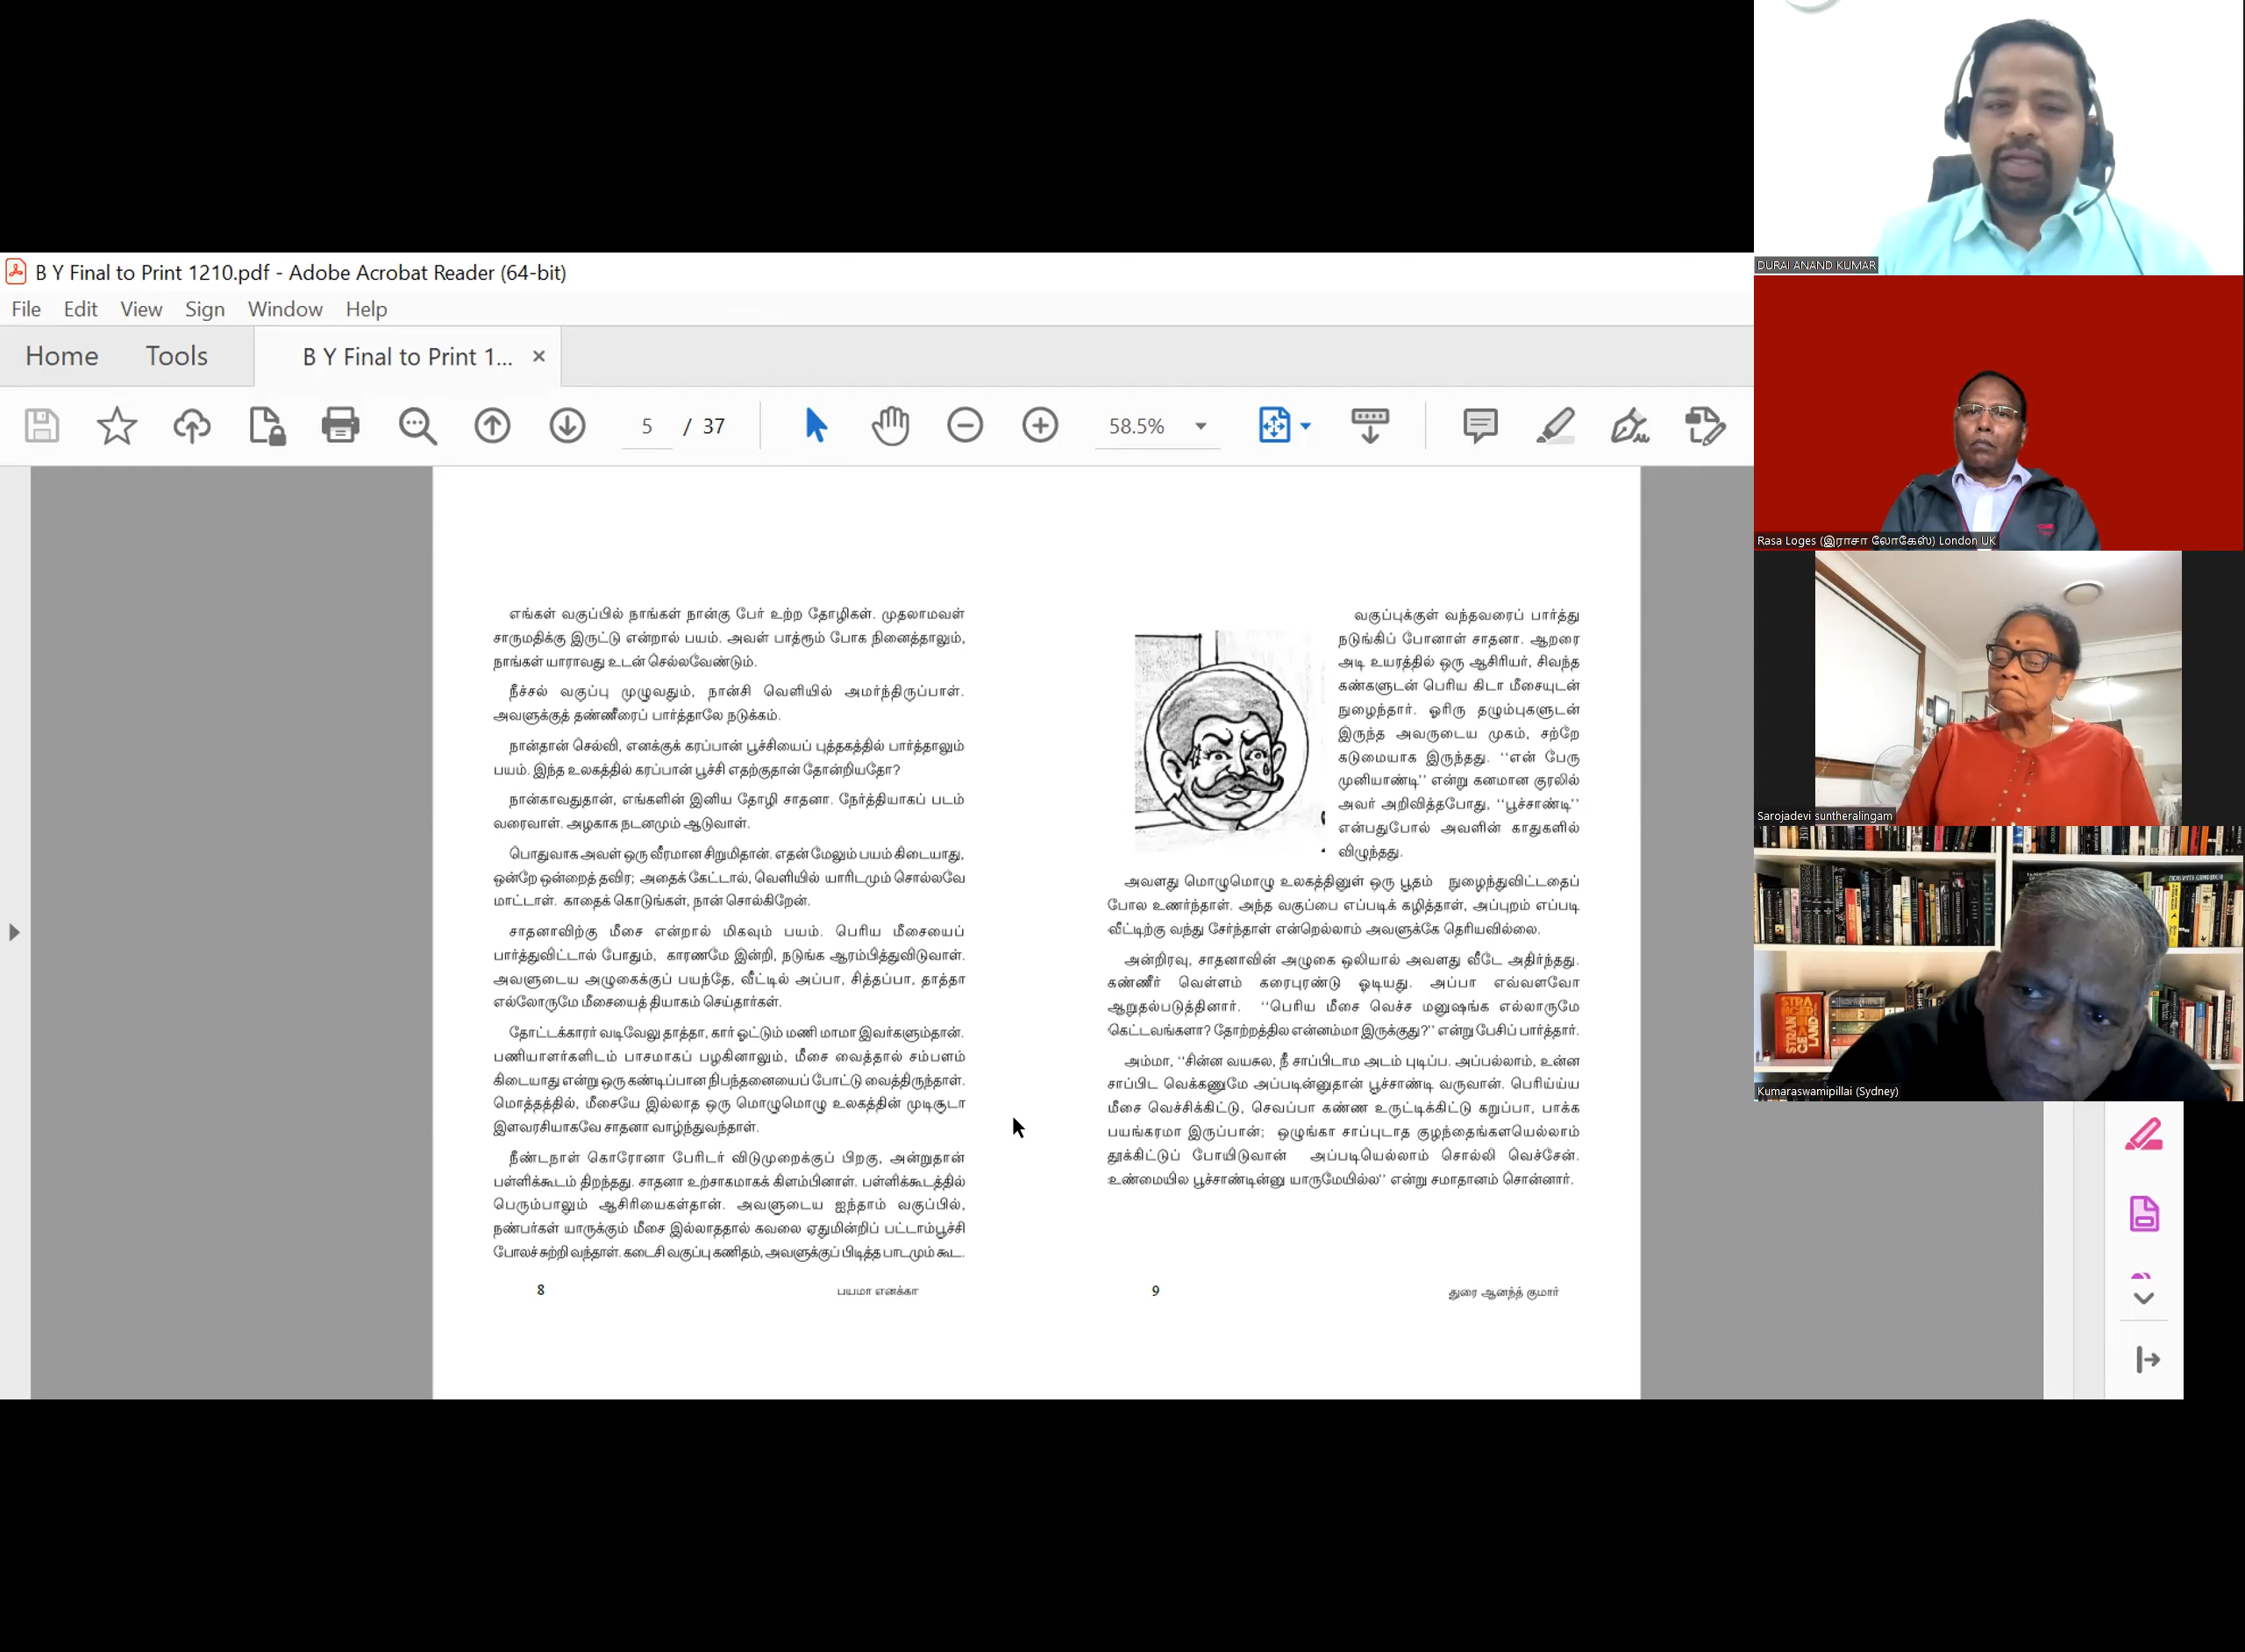 B Y Final to Print 1210.pdf - Adobe Acrobat Reader (64-bit)
File Edit View Sign Window Help
Home Tools B Y Final to Print 1...
5 / 37 58.5%
எங்கள் வகுப்பில் நாங்கள் நான்கு பேர் உற்ற தோழிகள். முதலாமவள்
சாருமதிக்கு இருட்டு என்றால் பயம். அவள் பாத்ரூம் போக நினைத்தாலும்,
நாங்கள் யாராவது உடன் செல்லவேண்டும்.
நீச்சல் வகுப்பு முழுவதும், நான்சி வெளியில் அமர்ந்திருப்பாள்.
அவளுக்குத் தண்ணீரைப் பார்த்தாலே நடுக்கம்.
நான்தான் செல்வி, எனக்குக் கரப்பான் பூச்சியைப் புத்தகத்தில் பார்த்தாலும்
பயம். இந்த உலகத்தில் கரப்பான் பூச்சி எதற்குதான் தோன்றியதோ?
நான்காவதுதான், எங்களின் இனிய தோழி சாதனா. நேர்த்தியாகப் படம்
வரைவாள். அழகாக நடனமும் ஆடுவாள்.
பொதுவாக அவள் ஒரு வீரமான சிறுமிதான். எதன் மேலும் பயம் கிடையாது,
ஒன்றே ஒன்றைத் தவிர; அதைக் கேட்டால், வெளியில் யாரிடமும் சொல்லவே
மாட்டாள். காதைக் கொடுங்கள், நான் சொல்கிறேன்.
சாதனாவிற்கு மீசை என்றால் மிகவும் பயம். பெரிய மீசையைப்
பார்த்துவிட்டால் போதும், காரணமே இன்றி, நடுங்க ஆரம்பித்துவிடுவாள்.
அவளுடைய அழுகைக்குப் பயந்தே, வீட்டில் அப்பா, சித்தப்பா, தாத்தா
எல்லோருமே மீசையைத் தியாகம் செய்தார்கள்.
தோட்டக்காரர் வடிவேலு தாத்தா, கார் ஓட்டும் மணி மாமா இவர்களும்தான்.
பணியாளர்களிடம் பாசமாகப் பழகினாலும், மீசை வைத்தால் சம்பளம்
கிடையாது என்று ஒரு கண்டிப்பான நிபந்தனையைப் போட்டு வைத்திருந்தாள்.
மொத்தத்தில், மீசையே இல்லாத ஒரு மொழுமொழு உலகத்தின் முடிசூடா
இளவரசியாகவே சாதனா வாழ்ந்துவந்தாள்.
நீண்டநாள் கொரோனா பேரிடர் விடுமுறைக்குப் பிறகு, அன்றுதான்
பள்ளிக்கூடம் திறந்தது. சாதனா உற்சாகமாகக் கிளம்பினாள். பள்ளிக்கூடத்தில்
பெரும்பாலும் ஆசிரியைகள்தான். அவளுடைய ஐந்தாம் வகுப்பில்,
நண்பர்கள் யாருக்கும் மீசை இல்லாததால் கவலை ஏதுமின்றிப் பட்டாம்பூச்சி
போலச் சுற்றி வந்தாள். கடைசி வகுப்பு கணிதம், அவளுக்குப் பிடித்த பாடமும் கூட.
8 பயமா எனக்கா
வகுப்புக்குள் வந்தவரைப் பார்த்து
நடுங்கிப் போனாள் சாதனா. ஆறரை
அடி உயரத்தில் ஒரு ஆசிரியர், சிவந்த
கண்களுடன் பெரிய கிடா மீசையுடன்
நுழைந்தார். ஓரிரு தழும்புகளுடன்
இருந்த அவருடைய முகம், சற்றே
கடுமையாக இருந்தது. ‘‘என் பேரு
முனியாண்டி’’ என்று கனமான குரலில்
அவர் அறிவித்தபோது, ‘‘பூச்சாண்டி’’
என்பதுபோல் அவளின் காதுகளில்
விழுந்தது.
அவளது மொழுமொழு உலகத்தினுள் ஒரு பூதம் நுழைந்துவிட்டதைப்
போல உணர்ந்தாள். அந்த வகுப்பை எப்படிக் கழித்தாள், அப்புறம் எப்படி
வீட்டிற்கு வந்து சேர்ந்தாள் என்றெல்லாம் அவளுக்கே தெரியவில்லை.
அன்றிரவு, சாதனாவின் அழுகை ஒலியால் அவளது வீடே அதிர்ந்தது.
கண்ணீர் வெள்ளம் கரைபுரண்டு ஓடியது. அப்பா எவ்வளவோ
ஆறுதல்படுத்தினார். ‘‘பெரிய மீசை வெச்ச மனுஷங்க எல்லாருமே
கெட்டவங்களா? தோற்றத்தில என்னம்மா இருக்குது?’’ என்று பேசிப் பார்த்தார்.
அம்மா, ‘‘சின்ன வயசுல, நீ சாப்பிடாம அடம் புடிப்ப. அப்பல்லாம், உன்ன
சாப்பிட வெக்கணுமே அப்படின்னுதான் பூச்சாண்டி வருவான். பெரிய்ய்ய
மீசை வெச்சிக்கிட்டு, செவப்பா கண்ண உருட்டிக்கிட்டு கறுப்பா, பாக்க
பயங்கரமா இருப்பான்; ஒழுங்கா சாப்புடாத குழந்தைங்களயெல்லாம்
தூக்கிட்டுப் போயிடுவான் அப்படியெல்லாம் சொல்லி வெச்சேன்.
உண்மையில பூச்சாண்டின்னு யாருமேயில்ல’’ என்று சமாதானம் சொன்னார்.
9 துரை ஆனந்த் குமார்
DURAI ANAND KUMAR
Rasa Loges (இராசா லோகேஸ்) London UK
Sarojadevi suntheralingam
STRA
NGE
LAND
Kumaraswamipillai (Sydney)